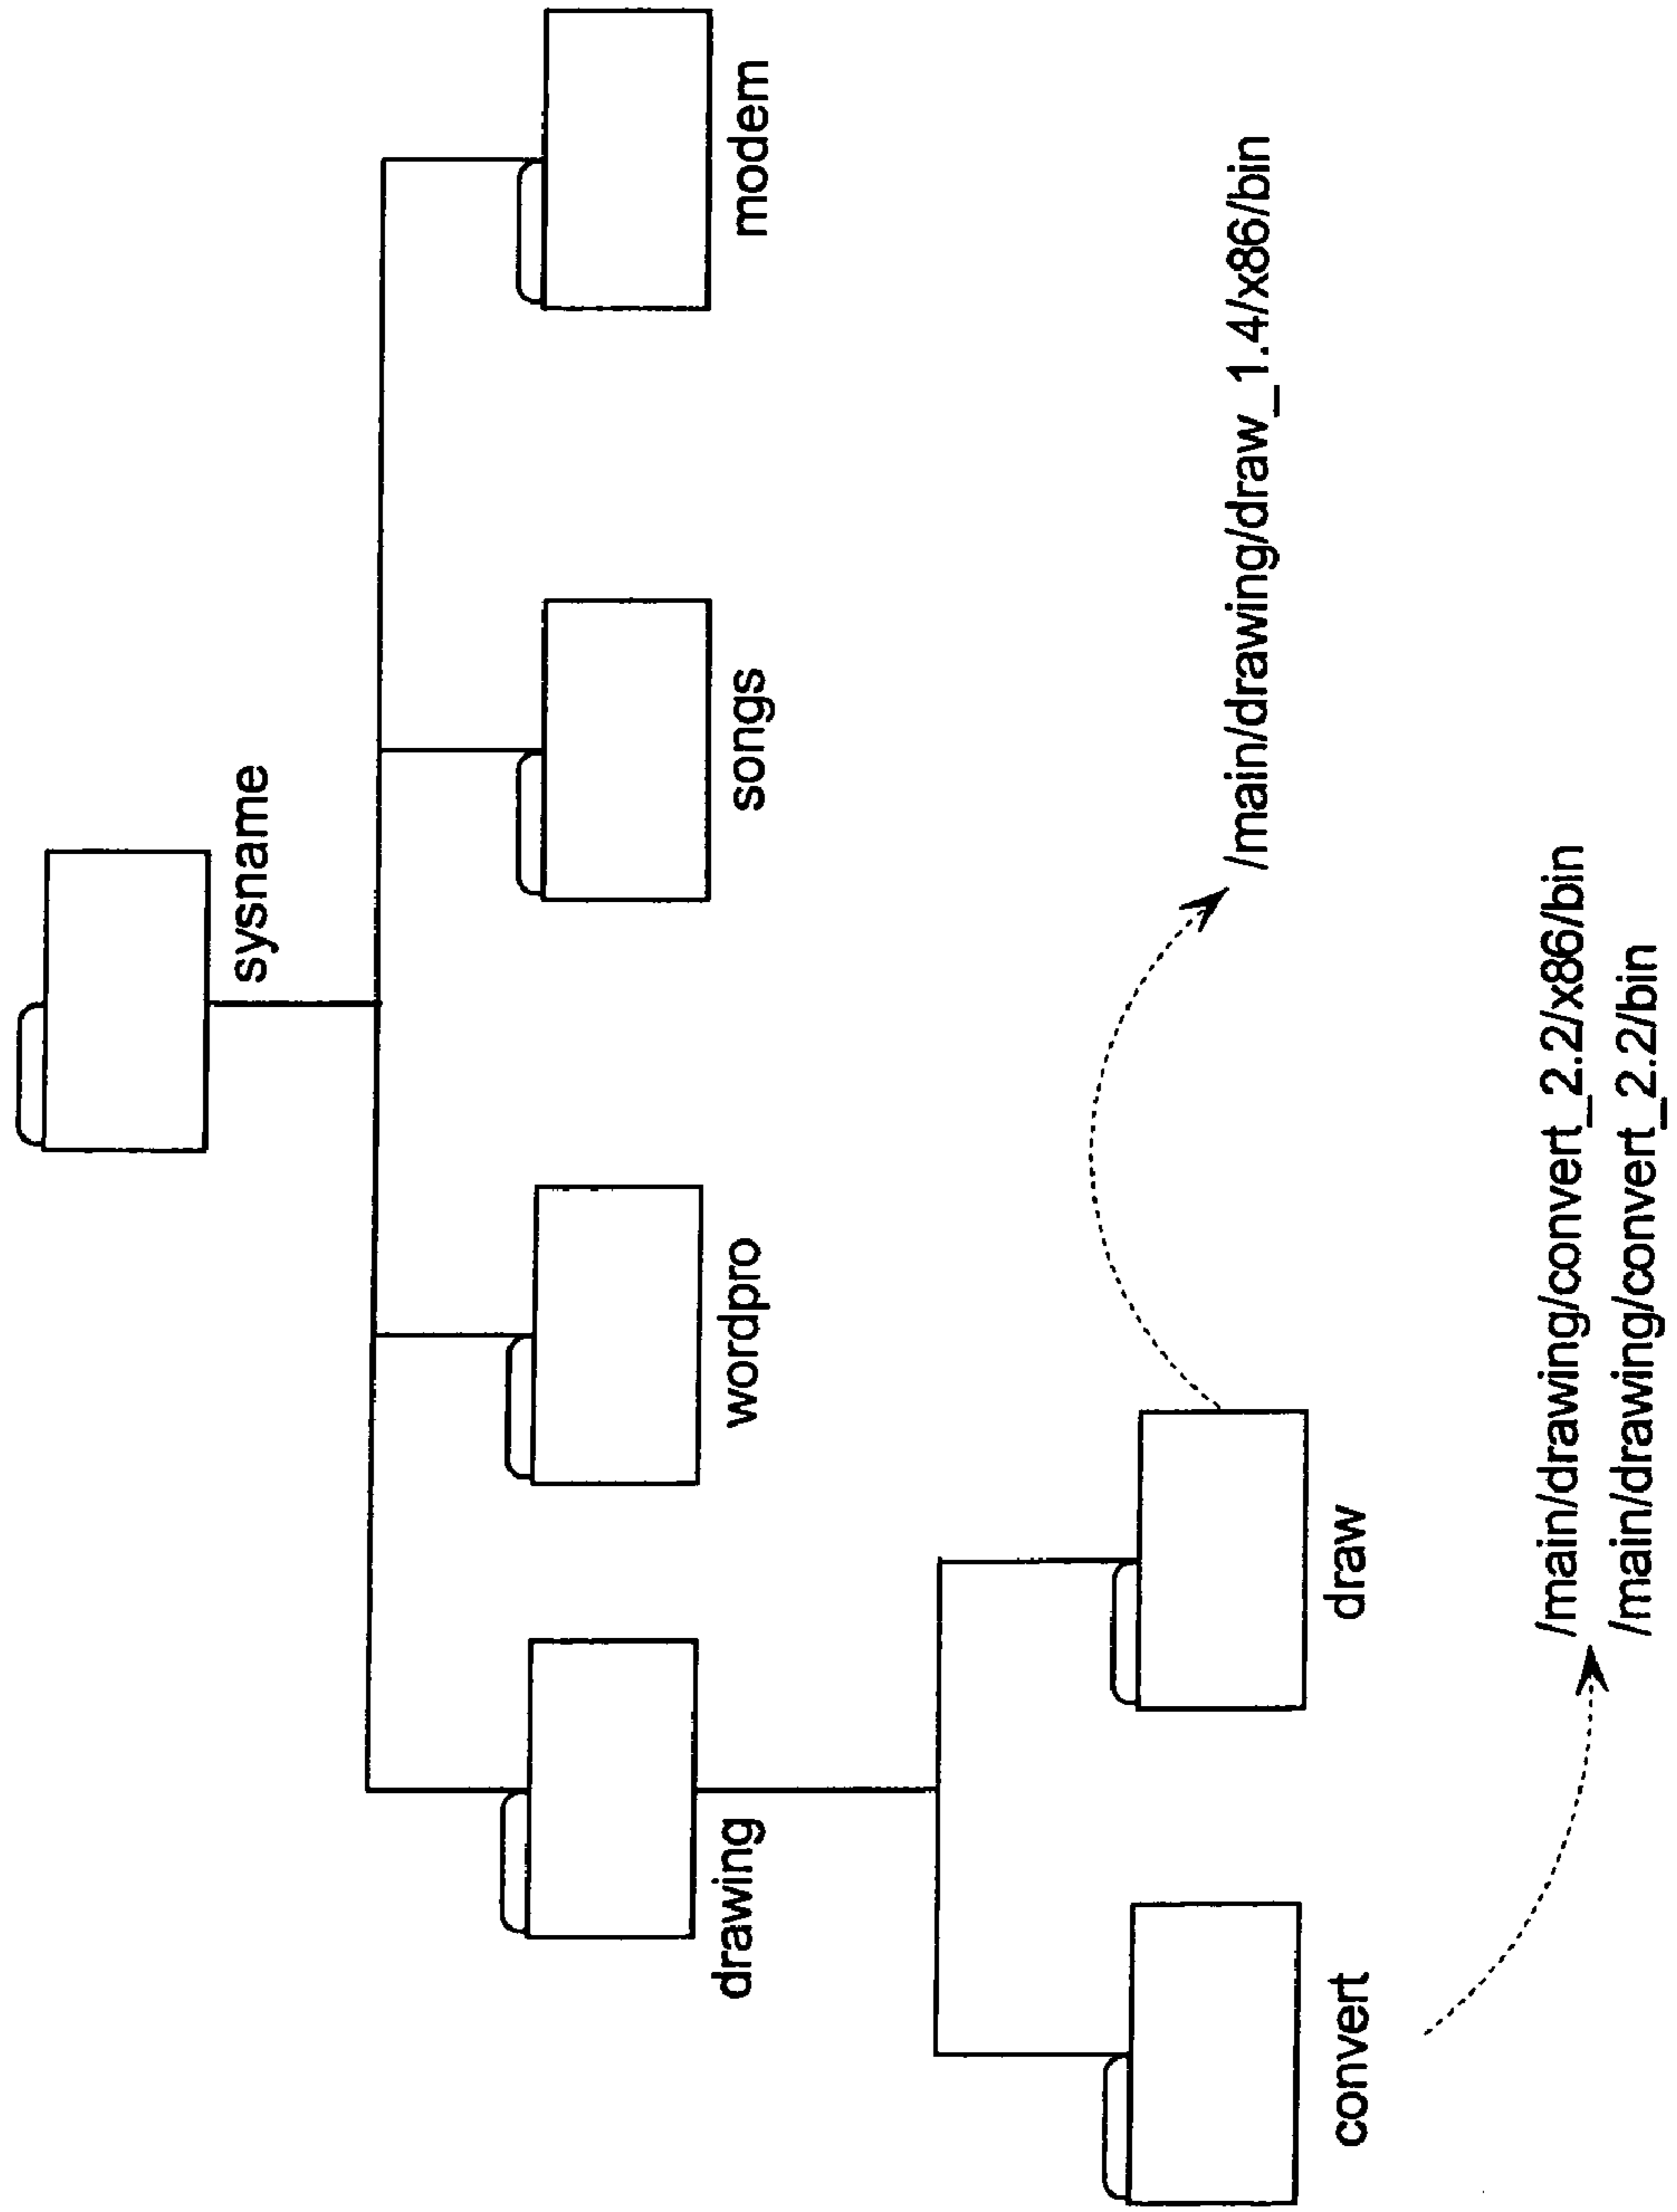 sysname
drawing
wordpro
songs
modem
convert
draw
/main/drawing/draw_1.4/x86/bin
/main/drawing/convert_2.2/x86/bin
/main/drawing/convert_2.2/bin